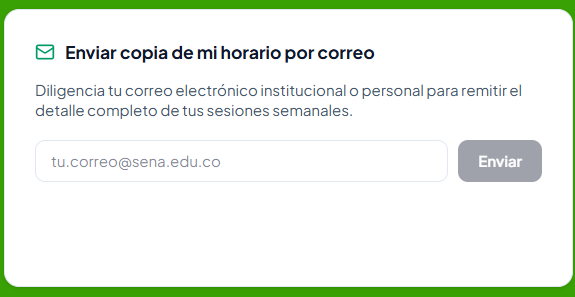 Enviar copia de mi horario por correo
Diligencia tu correo electrónico institucional o personal para remitir el
detalle completo de tus sesiones semanales.
tu.correo@sena.edu.co
Enviar